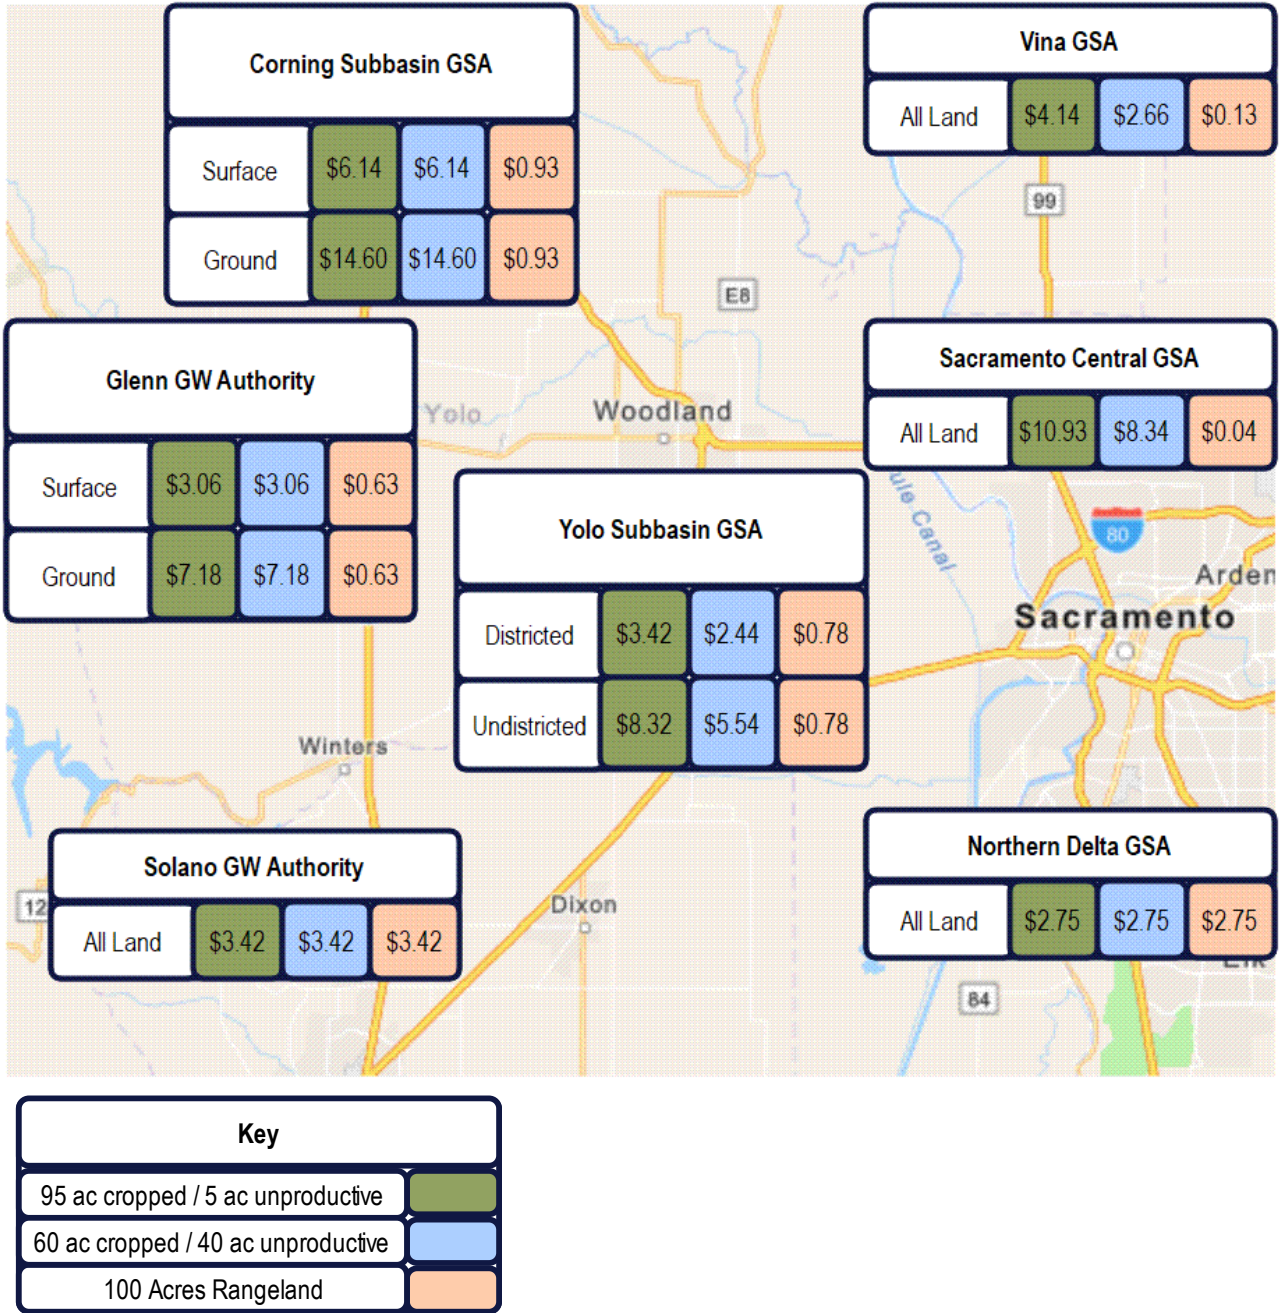 Corning Subbasin GSA
Surface $6.14 $6.14 $0.93
Ground $14.60 $14.60 $0.93
Vina GSA
All Land $4.14 $2.66 $0.13
99
E8
Glenn GW Authority
Surface $3.06 $3.06 $0.63
Ground $7.18 $7.18 $0.63
Yolo
Woodland
Sacramento Central GSA
All Land $10.93 $8.34 $0.04
Yolo Subbasin GSA
Districted $3.42 $2.44 $0.78
Undistricted $8.32 $5.54 $0.78
ule Canal
80
Arden
Sacramento
Winters
Solano GW Authority
All Land $3.42 $3.42 $3.42
12
Dixon
Northern Delta GSA
All Land $2.75 $2.75 $2.75
84
Key
95 ac cropped / 5 ac unproductive
60 ac cropped / 40 ac unproductive
100 Acres Rangeland